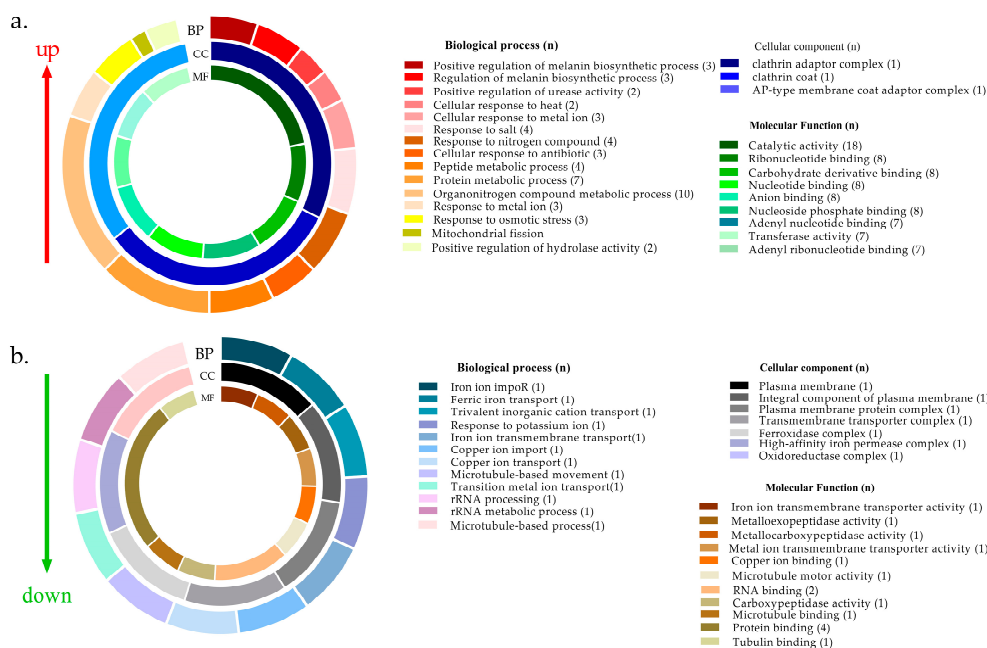 a.
up
BP
CC
MF
Biological process (n)
Positive regulation of melanin biosynthetic process (3)
Regulation of melanin biosynthetic process (3)
Positive regulation of urease activity (2)
Cellular response to heat (2)
Cellular response to metal ion (3)
Response to salt (4)
Response to nitrogen compound (4)
Cellular response to antibiotic (3)
Peptide metabolic process (4)
Protein metabolic process (7)
Organonitrogen compound metabolic process (10)
Response to metal ion (3)
Response to osmotic stress (3)
Mitochondrial fission
Positive regulation of hydrolase activity (2)
Cellular component (n)
clathrin adaptor complex (1)
clathrin coat (1)
AP-type membrane coat adaptor complex (1)
Molecular Function (n)
Catalytic activity (18)
Ribonucleotide binding (8)
Carbohydrate derivative binding (8)
Nucleotide binding (8)
Anion binding (8)
Nucleoside phosphate binding (8)
Adenyl nucleotide binding (7)
Transferase activity (7)
Adenyl ribonucleotide binding (7)
b.
down
BP
CC
MF
Biological process (n)
Iron ion impoR (1)
Ferric iron transport (1)
Trivalent inorganic cation transport (1)
Response to potassium ion (1)
Iron ion transmembrane transport(1)
Copper ion import (1)
Copper ion transport (1)
Microtubule-based movement (1)
Transition metal ion transport(1)
rRNA processing (1)
rRNA metabolic process (1)
Microtubule-based process(1)
Cellular component (n)
Plasma membrane (1)
Integral component of plasma membrane (1)
Plasma membrane protein complex (1)
Transmembrane transporter complex (1)
Ferroxidase complex (1)
High-affinity iron permease complex (1)
Oxidoreductase complex (1)
Molecular Function (n)
Iron ion transmembrane transporter activity (1)
Metalloexopeptidase activity (1)
Metallocarboxypeptidase activity (1)
Metal ion transmembrane transporter activity (1)
Copper ion binding (1)
Microtubule motor activity (1)
RNA binding (2)
Carboxypeptidase activity (1)
Microtubule binding (1)
Protein binding (4)
Tubulin binding (1)